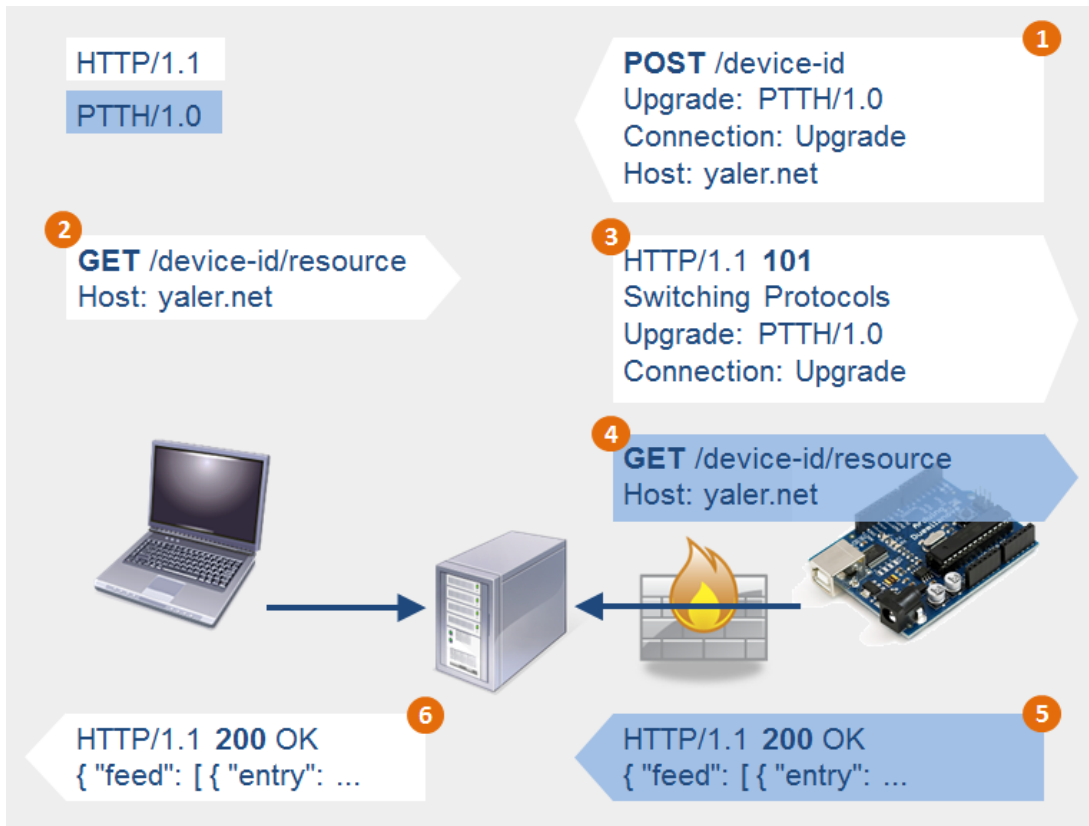 HTTP/1.1
PTTH/1.0
1
POST /device-id
Upgrade: PTTH/1.0
Connection: Upgrade
Host: yaler.net
2
GET /device-id/resource
Host: yaler.net
3
HTTP/1.1 101
Switching Protocols
Upgrade: PTTH/1.0
Connection: Upgrade
4
GET /device-id/resource
Host: yaler.net
6
HTTP/1.1 200 OK
{ "feed": [ { "entry": ...
5
HTTP/1.1 200 OK
{ "feed": [ { "entry": ...